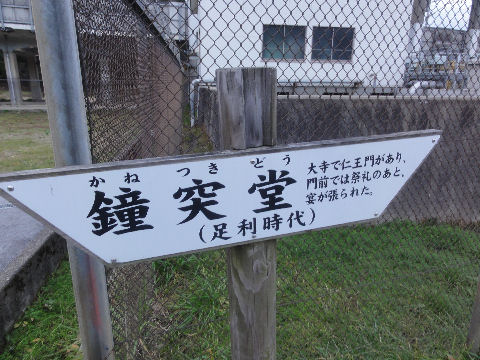 かね つき どう
鐘突堂
(足利時代)
大寺で仁王門があり、
門前では祭礼のあと、
宴が張られた。